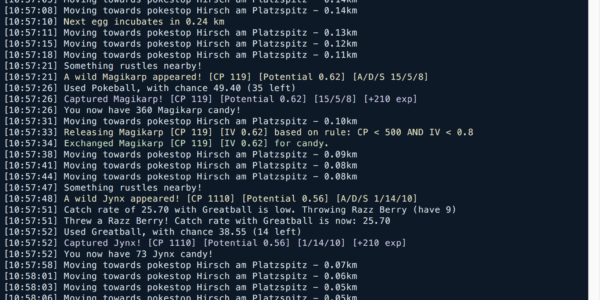 [10:57:05] Moving towards pokestop Hirsch am Platzspitz - 0.14km
[10:57:08] Moving towards pokestop Hirsch am Platzspitz - 0.14km
[10:57:10] Next egg incubates in 0.24 km
[10:57:11] Moving towards pokestop Hirsch am Platzspitz - 0.13km
[10:57:15] Moving towards pokestop Hirsch am Platzspitz - 0.12km
[10:57:18] Moving towards pokestop Hirsch am Platzspitz - 0.11km
[10:57:21] Something rustles nearby!
[10:57:21] A wild Magikarp appeared! [CP 119] [Potential 0.62] [A/D/S 15/5/8]
[10:57:26] Used Pokeball, with chance 49.40 (35 left)
[10:57:26] Captured Magikarp! [CP 119] [Potential 0.62] [15/5/8] [+210 exp]
[10:57:26] You now have 360 Magikarp candy!
[10:57:31] Moving towards pokestop Hirsch am Platzspitz - 0.10km
[10:57:33] Releasing Magikarp [CP 119] [IV 0.62] based on rule: CP < 500 AND IV < 0.8
[10:57:34] Exchanged Magikarp [CP 119] [IV 0.62] for candy.
[10:57:38] Moving towards pokestop Hirsch am Platzspitz - 0.09km
[10:57:41] Moving towards pokestop Hirsch am Platzspitz - 0.08km
[10:57:44] Moving towards pokestop Hirsch am Platzspitz - 0.08km
[10:57:47] Something rustles nearby!
[10:57:48] A wild Jynx appeared! [CP 1110] [Potential 0.56] [A/D/S 1/14/10]
[10:57:51] Catch rate of 25.70 with Greatball is low. Throwing Razz Berry (have 9)
[10:57:51] Threw a Razz Berry! Catch rate with Greatball is now: 25.70
[10:57:52] Used Greatball, with chance 38.55 (14 left)
[10:57:52] Captured Jynx! [CP 1110] [Potential 0.56] [1/14/10] [+210 exp]
[10:57:52] You now have 73 Jynx candy!
[10:57:58] Moving towards pokestop Hirsch am Platzspitz - 0.07km
[10:58:01] Moving towards pokestop Hirsch am Platzspitz - 0.06km
[10:58:03] Moving towards pokestop Hirsch am Platzspitz - 0.05km
[10:58:06] Moving towards pokestop Hirsch am Platzspitz - 0.05km